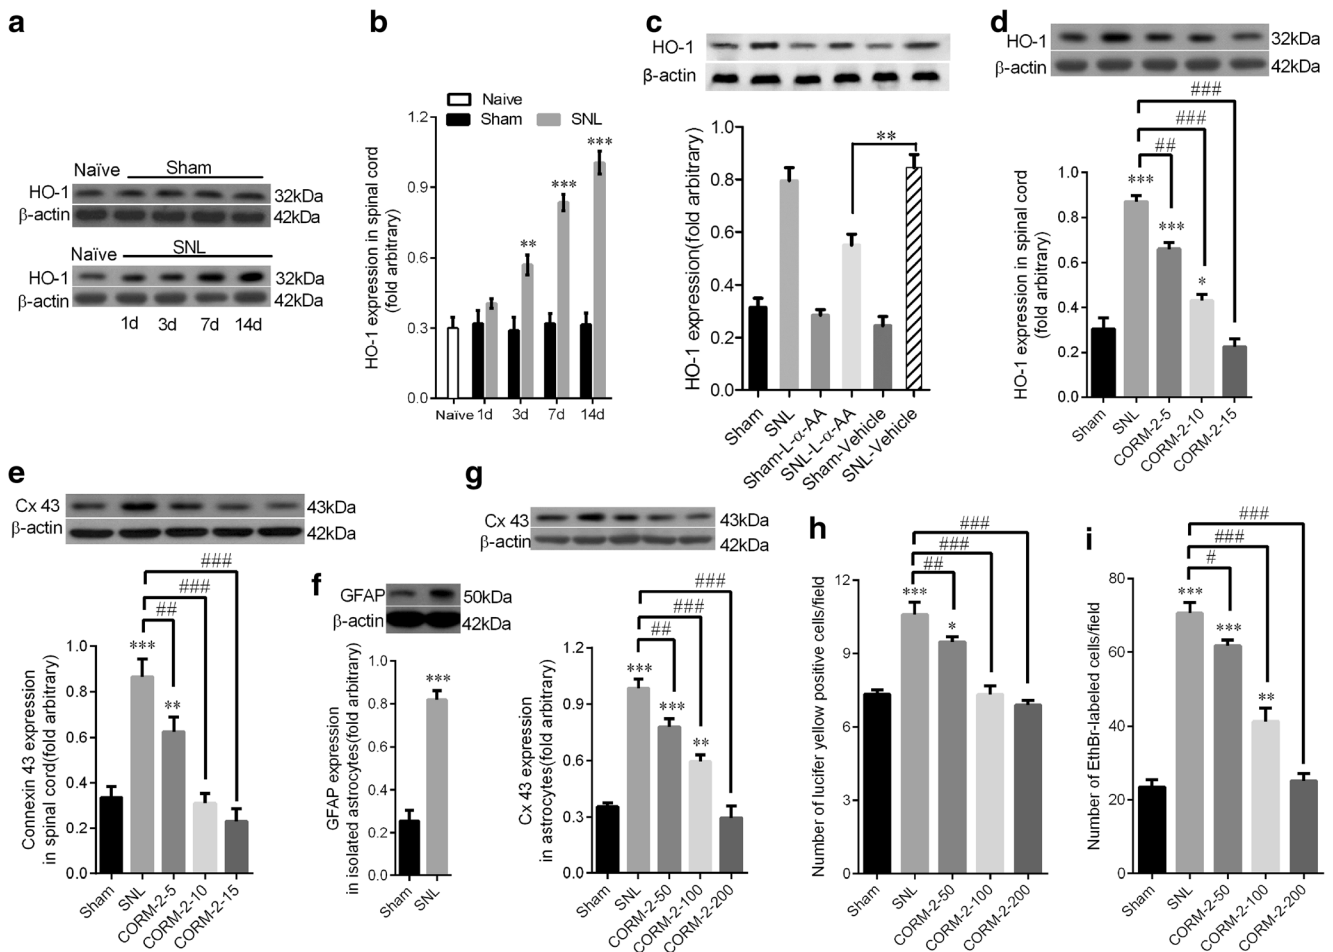 a
Naïve Sham
HO-1 32kDa
β-actin 42kDa
Naïve SNL
HO-1 32kDa
β-actin 42kDa
1d 3d 7d 14d
b
Naive
Sham SNL
HO-1 expression in spinal cord
(fold arbitrary)
1.2
0.9
0.6
0.3
0.0
**
***
***
Naïve 1d 3d 7d 14d
c
HO-1
β-actin
HO-1 expression(fold arbitrary)
1.0
0.8
0.6
0.4
0.2
0.0
**
Sham
SNL
Sham-L-α-AA
SNL-L-α-AA
Sham-Vehicle
SNL-Vehicle
d
HO-1 32kDa
β-actin 42kDa
###
###
##
HO-1 expression in spinal cord
(fold arbitrary)
1.0
0.8
0.6
0.4
0.2
0.0
***
***
*
Sham
SNL
CORM-2-5
CORM-2-10
CORM-2-15
e
Cx 43 43kDa
β-actin 42kDa
###
###
##
Connexin 43 expression
in spinal cord(fold arbitrary)
1.0
0.8
0.6
0.4
0.2
0.0
***
**
Sham
SNL
CORM-2-5
CORM-2-10
CORM-2-15
f
GFAP 50kDa
β-actin 42kDa
GFAP expression
in isolated astrocytes(fold arbitrary)
1.0
0.8
0.6
0.4
0.2
0.0
***
Sham
SNL
g
Cx 43 43kDa
β-actin 42kDa
###
###
##
Cx 43 expression
in astrocytes(fold arbitrary)
1.2
0.9
0.6
0.3
0.0
***
***
**
Sham
SNL
CORM-2-50
CORM-2-100
CORM-2-200
h
###
###
##
Number of lucifer yellow positive cells/field
12
9
6
3
0
***
*
Sham
SNL
CORM-2-50
CORM-2-100
CORM-2-200
i
###
###
#
Number of EthBr-labeled cells/field
80
60
40
20
0
***
***
**
Sham
SNL
CORM-2-50
CORM-2-100
CORM-2-200